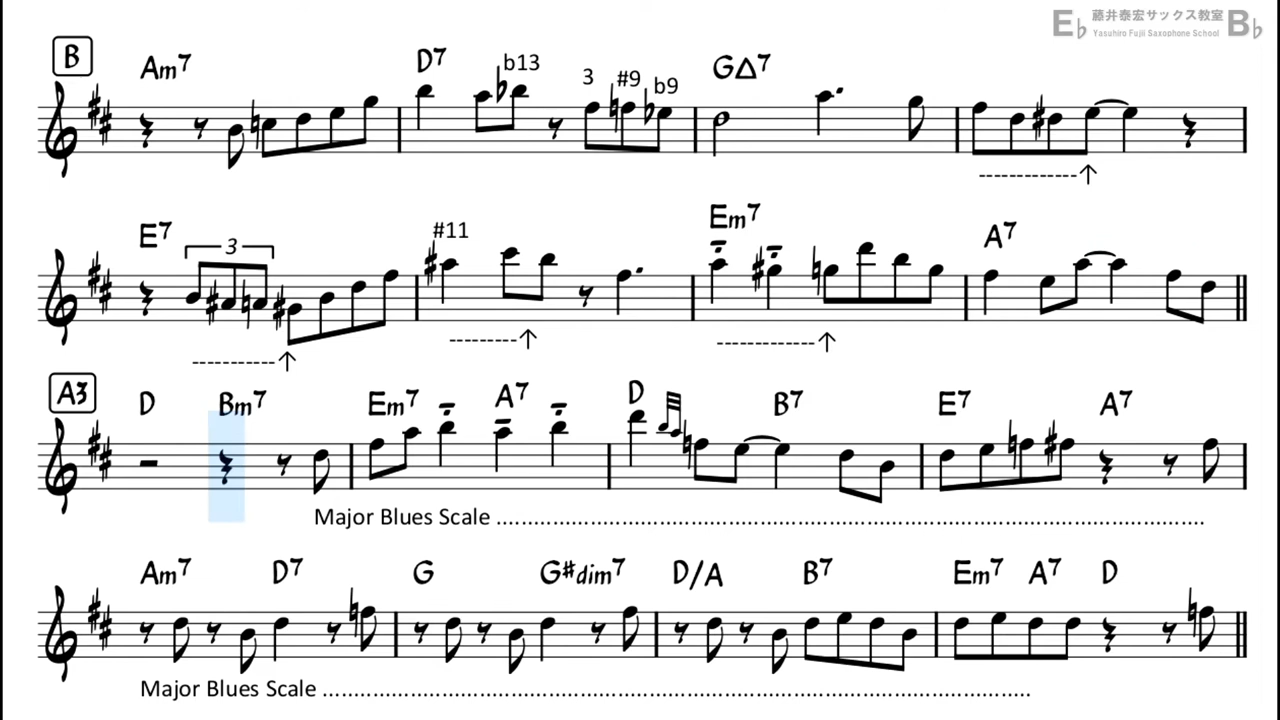 E♭ 藤井泰宏サックス教室 B♭
Yasuhiro Fujii Saxophone School
B
Am7 D7 b13 3 #9 b9 G△7
-------------↑
E7 3 #11 Em7 A7
-----------↑ ---------↑ -------------↑
A3
D Bm7 Em7 A7 D B7 E7 A7
Major Blues Scale ....................................................................................
Am7 D7 G G#dim7 D/A B7 Em7 A7 D
Major Blues Scale ....................................................................................